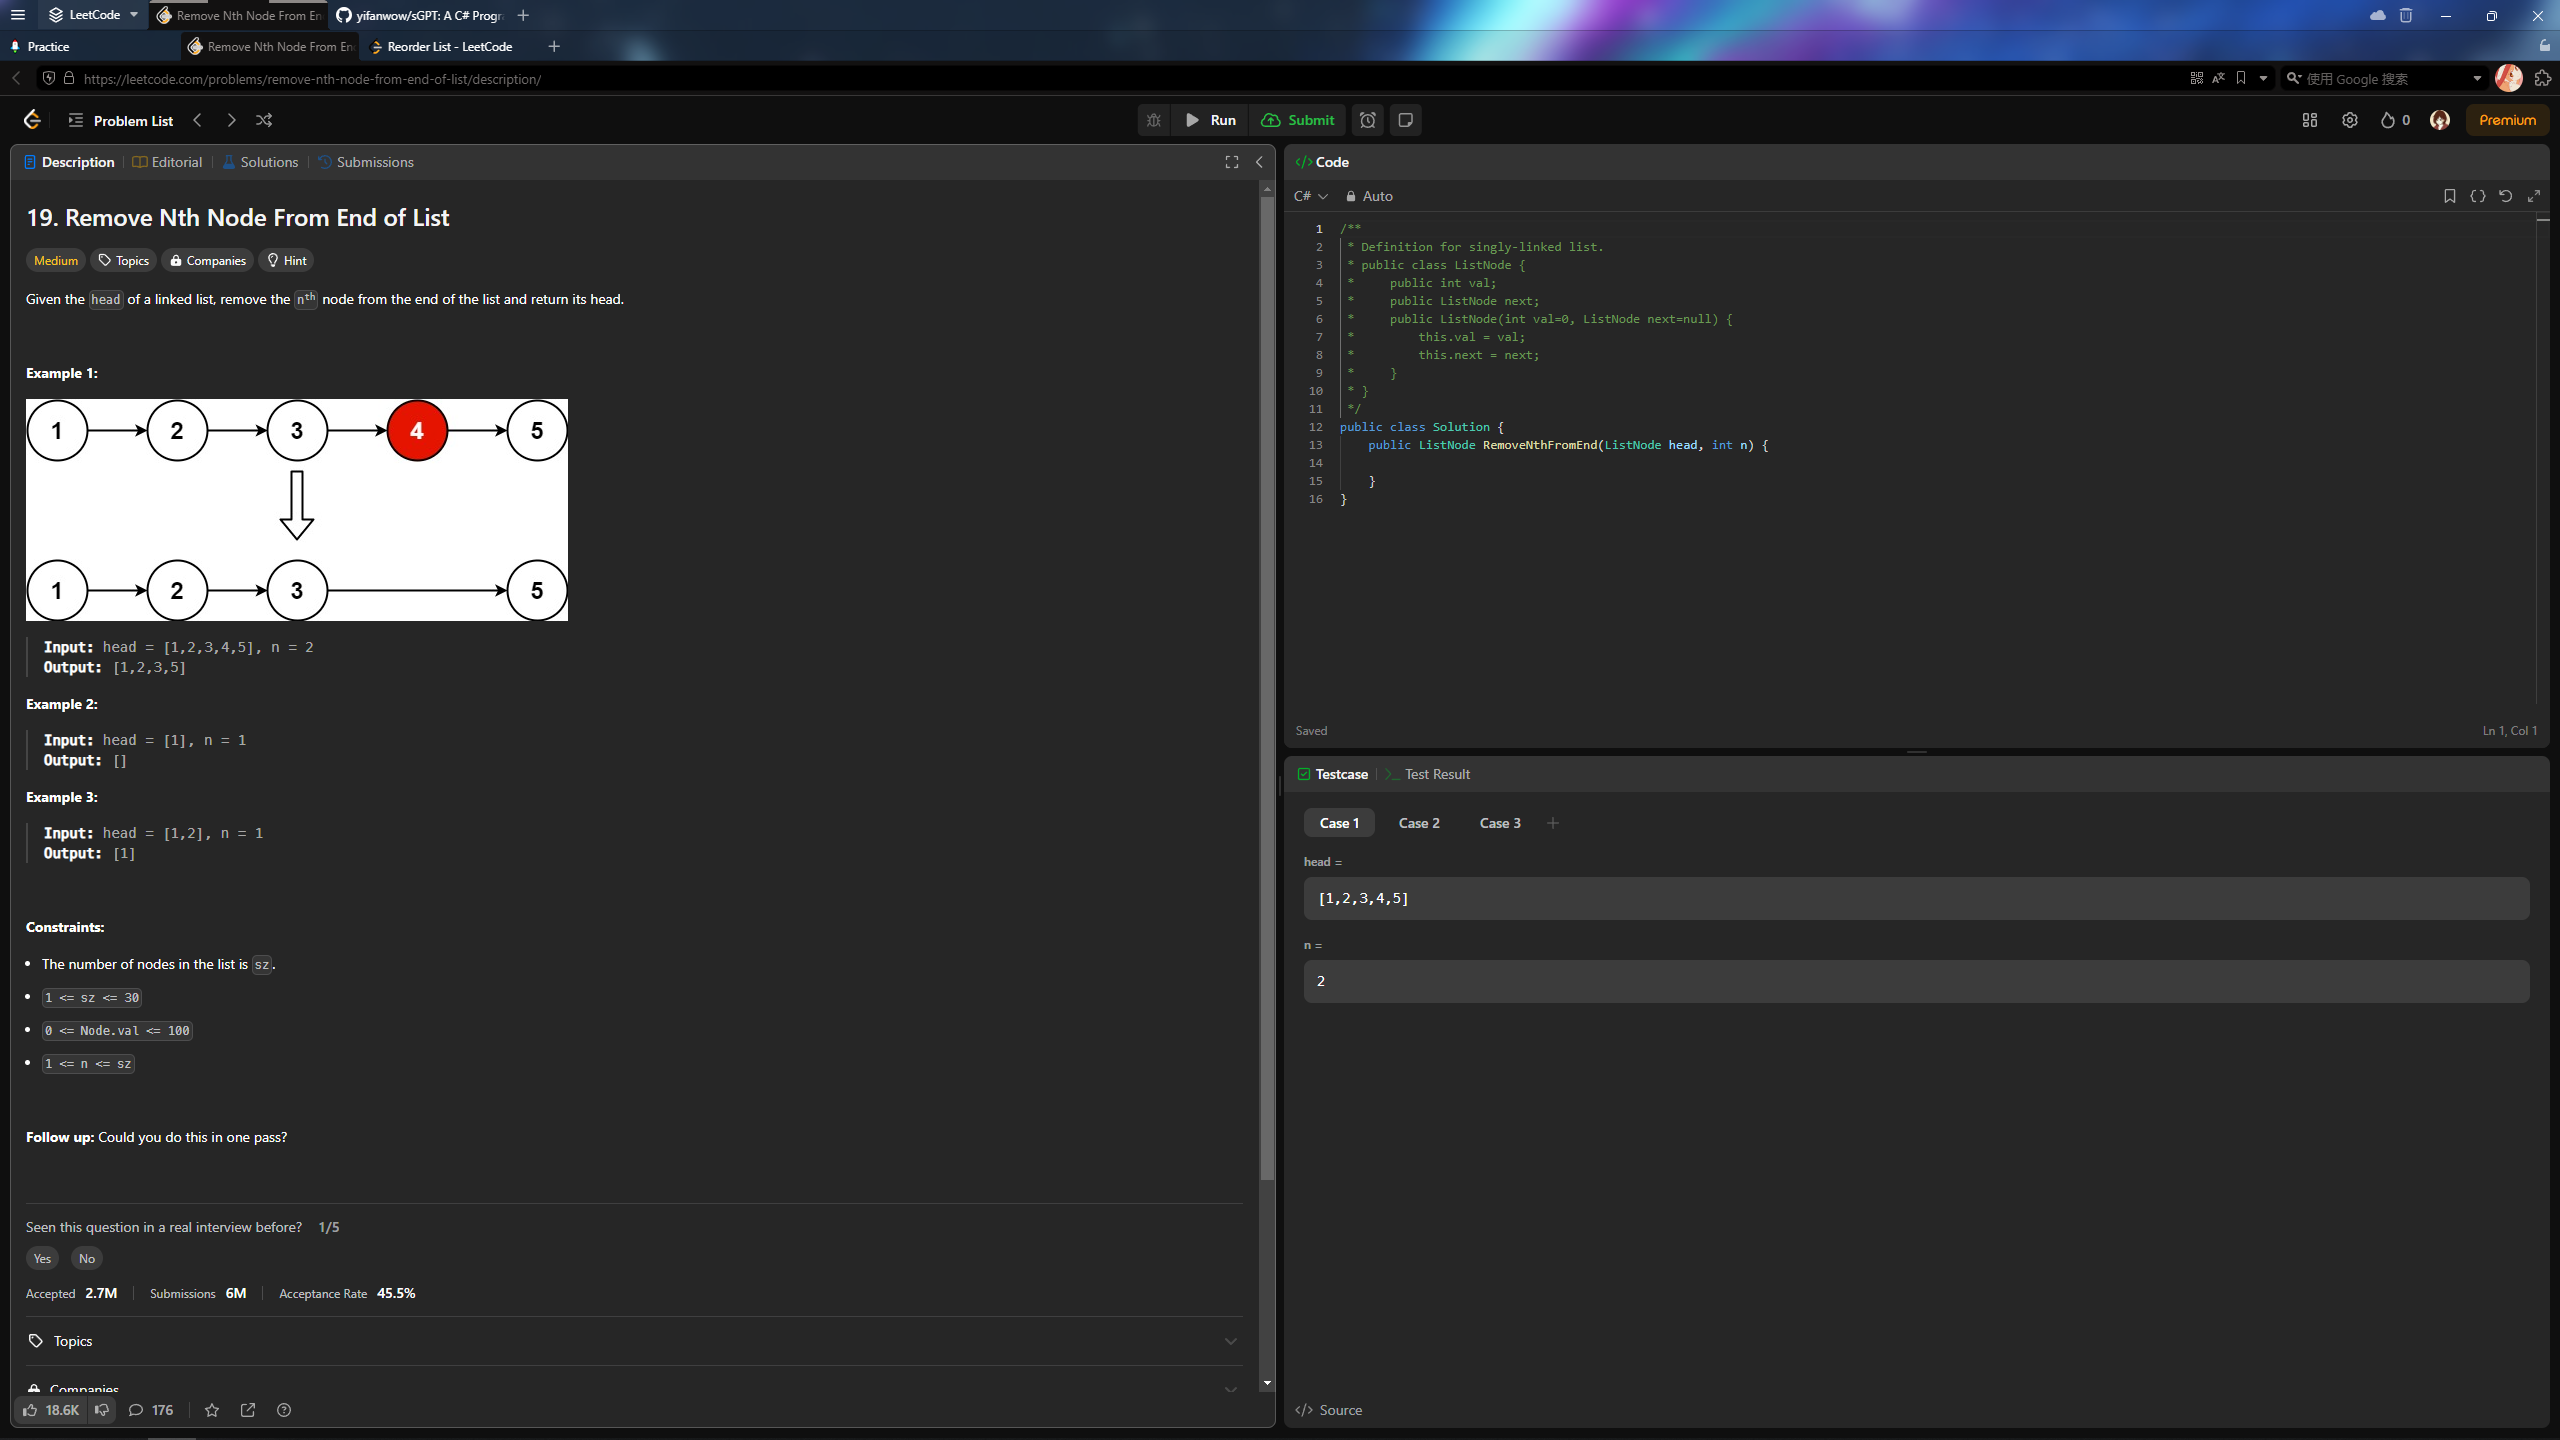 LeetCode
Remove Nth Node From En
yifanwow/sGPT: A C# Progr
Practice
Remove Nth Node From En
Reorder List - LeetCode
https://leetcode.com/problems/remove-nth-node-from-end-of-list/description/
使用 Google 搜索
Problem List
Run
Submit
0
Premium
Description
Editorial
Solutions
Submissions
19. Remove Nth Node From End of List
Medium
Topics
Companies
Hint
Given the head of a linked list, remove the nth node from the end of the list and return its head.
Example 1:
1 2 3 4 5
1 2 3 5
Input: head = [1,2,3,4,5], n = 2
Output: [1,2,3,5]
Example 2:
Input: head = [1], n = 1
Output: []
Example 3:
Input: head = [1,2], n = 1
Output: [1]
Constraints:
• The number of nodes in the list is sz.
• 1 <= sz <= 30
• 0 <= Node.val <= 100
• 1 <= n <= sz
Follow up: Could you do this in one pass?
Seen this question in a real interview before? 1/5
Yes No
Accepted 2.7M Submissions 6M Acceptance Rate 45.5%
Topics
Companies
18.6K 176
</> Code
C# Auto
1 /**
2 * Definition for singly-linked list.
3 * public class ListNode {
4 *     public int val;
5 *     public ListNode next;
6 *     public ListNode(int val=0, ListNode next=null) {
7 *         this.val = val;
8 *         this.next = next;
9 *     }
10 * }
11 */
12 public class Solution {
13     public ListNode RemoveNthFromEnd(ListNode head, int n) {
14
15     }
16 }
Saved
Ln 1, Col 1
Testcase
>_ Test Result
Case 1 Case 2 Case 3 +
head =
[1,2,3,4,5]
n =
2
</> Source